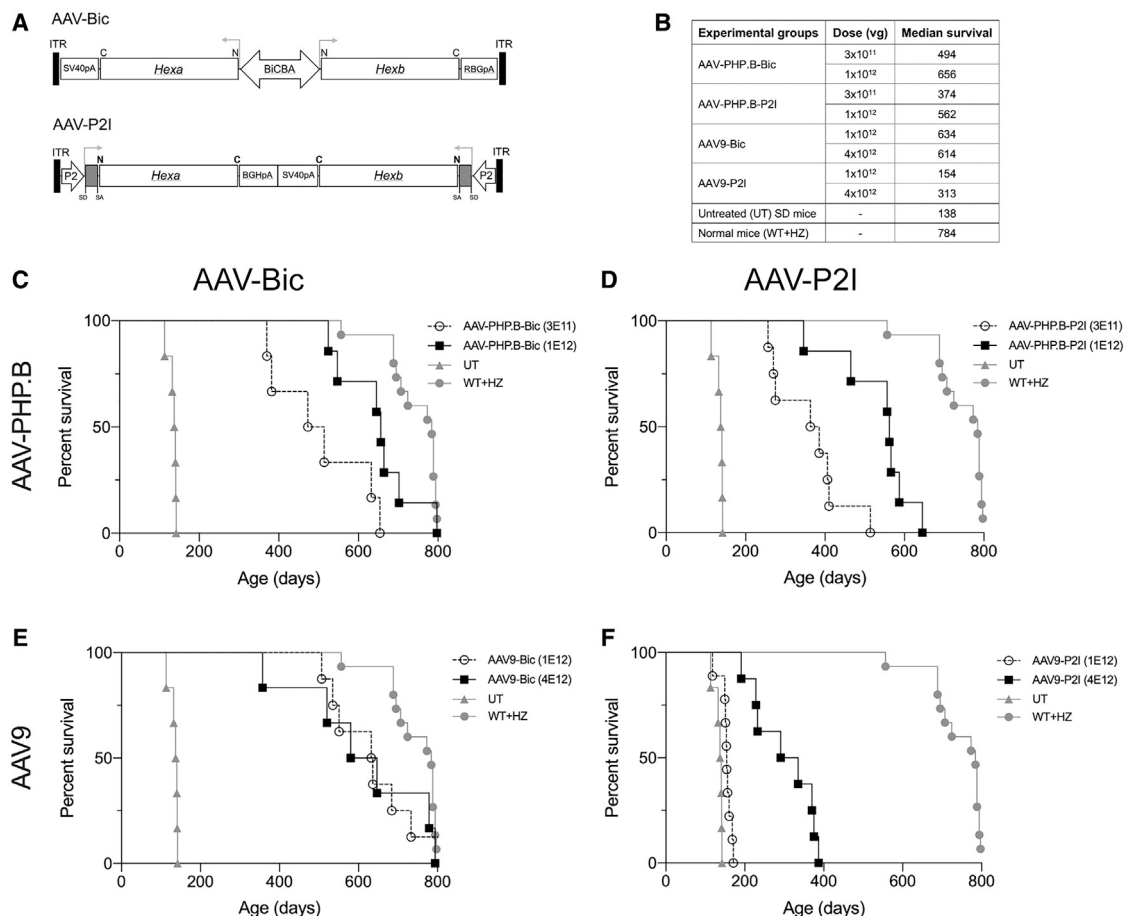 A
AAV-Bic
ITR
C
N
N
C
ITR
SV40pA
Hexa
BiCBA
Hexb
RBGpA
AAV-P2I
ITR
N
C
C
N
ITR
P2
Hexa
BGHpA
SV40pA
Hexb
P2
SD
SA
SA
SD
B
Experimental groups Dose (vg) Median survival
AAV-PHP.B-Bic 3x10¹¹ 494
1x10¹² 656
AAV-PHP.B-P2I 3x10¹¹ 374
1x10¹² 562
AAV9-Bic 1x10¹² 634
4x10¹² 614
AAV9-P2I 1x10¹² 154
4x10¹² 313
Untreated (UT) SD mice - 138
Normal mice (WT+HZ) - 784
AAV-Bic
AAV-P2I
AAV-PHP.B
C
Percent survival
100
50
0
0 200 400 600 800
Age (days)
AAV-PHP.B-Bic (3E11)
AAV-PHP.B-Bic (1E12)
UT
WT+HZ
D
Percent survival
100
50
0
0 200 400 600 800
Age (days)
AAV-PHP.B-P2I (3E11)
AAV-PHP.B-P2I (1E12)
UT
WT+HZ
AAV9
E
Percent survival
100
50
0
0 200 400 600 800
Age (days)
AAV9-Bic (1E12)
AAV9-Bic (4E12)
UT
WT+HZ
F
Percent survival
100
50
0
0 200 400 600 800
Age (days)
AAV9-P2I (1E12)
AAV9-P2I (4E12)
UT
WT+HZ